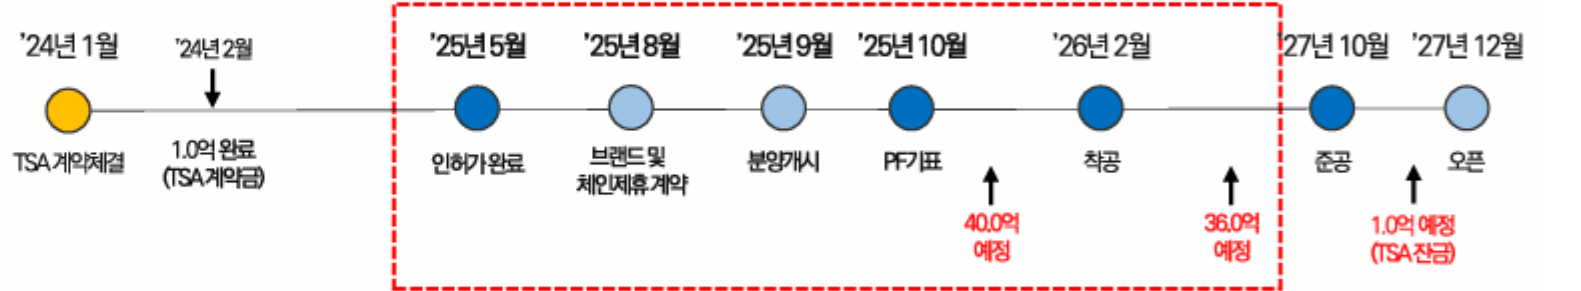 '24년 1월
TSA 계약체결
'24년 2월
1.0억 완료
(TSA 계약금)
'25년 5월
인허가 완료
'25년 8월
브랜드 및
체인제휴 계약
'25년 9월
분양개시
'25년 10월
PF기표
40.0억
예정
'26년 2월
착공
36.0억
예정
'27년 10월
준공
1.0억 예정
(TSA 잔금)
'27년 12월
오픈